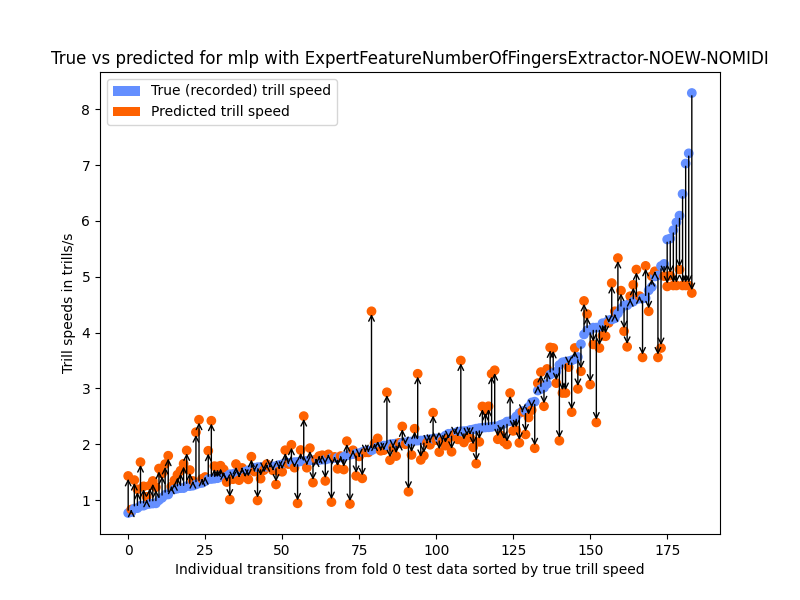 True vs predicted for mlp with ExpertFeatureNumberOfFingersExtractor-NOEW-NOMIDI
True (recorded) trill speed
Predicted trill speed
8
7
6
5
4
3
2
1
Trill speeds in trills/s
0 25 50 75 100 125 150 175
Individual transitions from fold 0 test data sorted by true trill speed